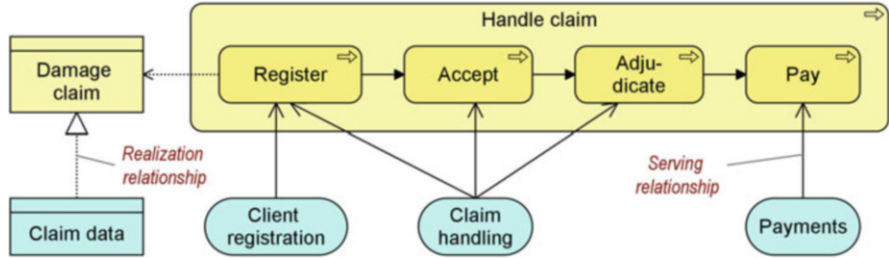 Handle claim
Damage
claim
Register
Accept
Adju-
dicate
Pay
Realization
relationship
Serving
relationship
Claim data
Client
registration
Claim
handling
Payments